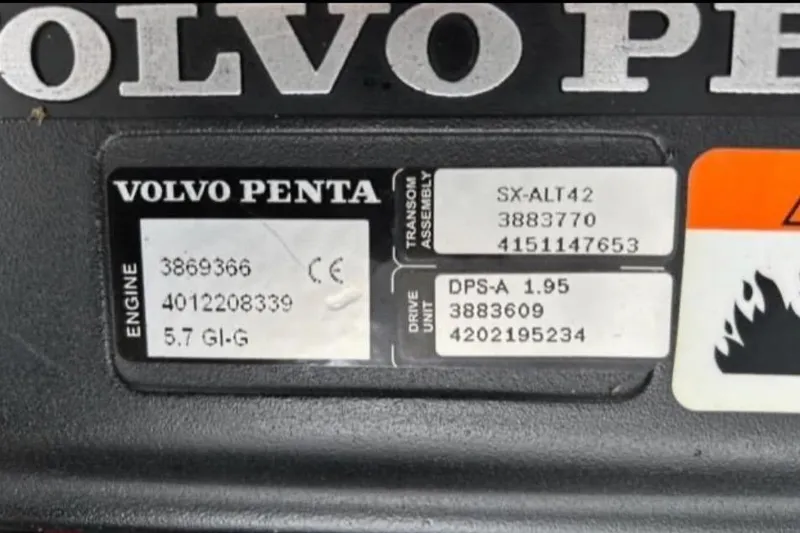 VOLVO PE
VOLVO PENTA
ENGINE
3869366 CE
4012208339
5.7 GI-G
TRANSOM
ASSEMBLY
SX-ALT42
3883770
4151147653
DRIVE
UNIT
DPS-A 1.95
3883609
4202195234